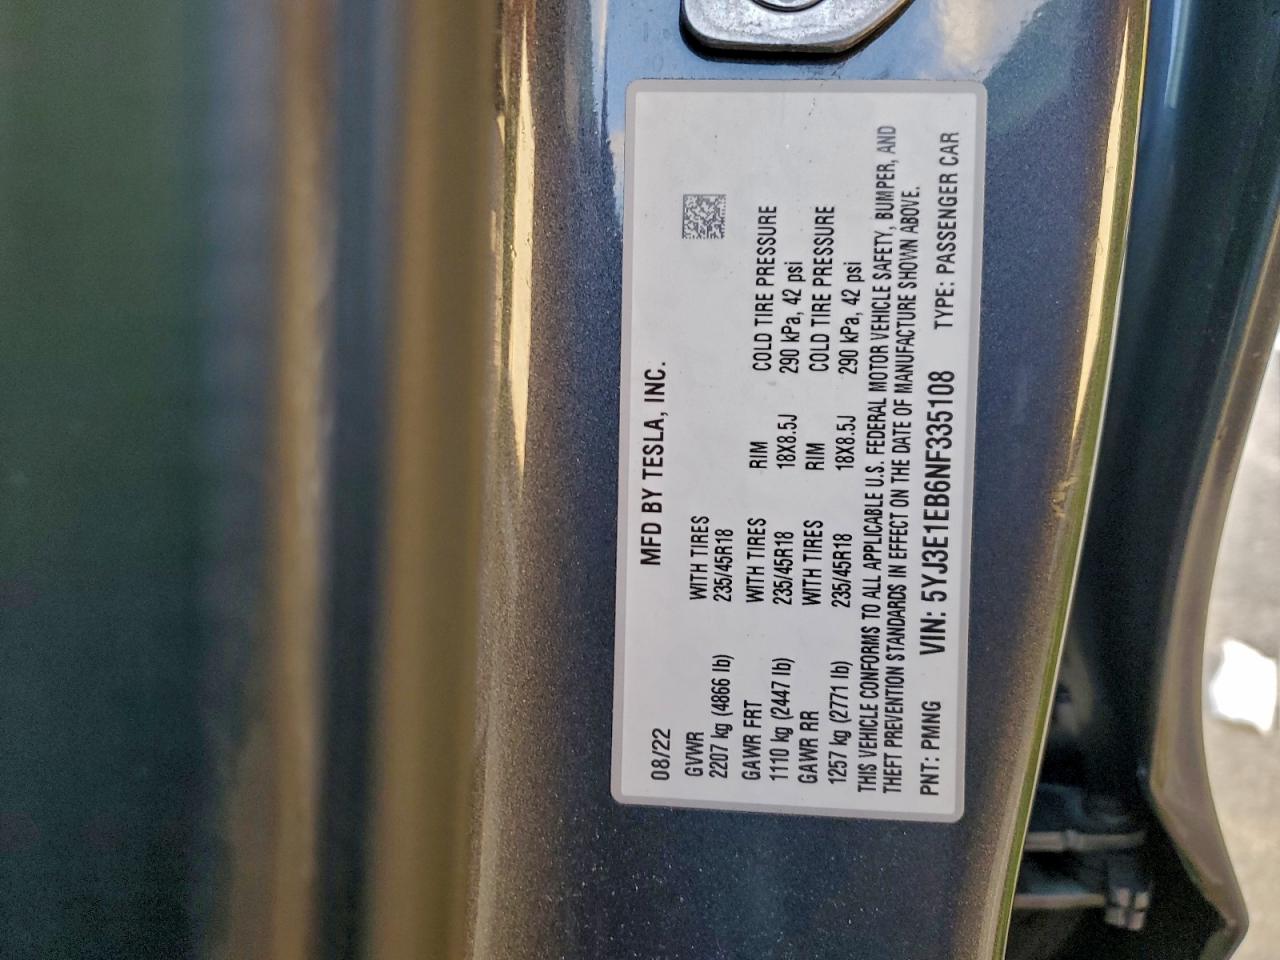 MFD BY TESLA, INC.
08/22
GVWR WITH TIRES
2207 kg (4866 lb) 235/45R18
GAWR FRT WITH TIRES RIM COLD TIRE PRESSURE
1110 kg (2447 lb) 235/45R18 18X8.5J 290 kPa, 42 psi
GAWR RR WITH TIRES RIM COLD TIRE PRESSURE
1257 kg (2771 lb) 235/45R18 18X8.5J 290 kPa, 42 psi
THIS VEHICLE CONFORMS TO ALL APPLICABLE U.S. FEDERAL MOTOR VEHICLE SAFETY, BUMPER, AND
THEFT PREVENTION STANDARDS IN EFFECT ON THE DATE OF MANUFACTURE SHOWN ABOVE.
PNT: PMNG VIN: 5YJ3E1EB6NF335108 TYPE: PASSENGER CAR